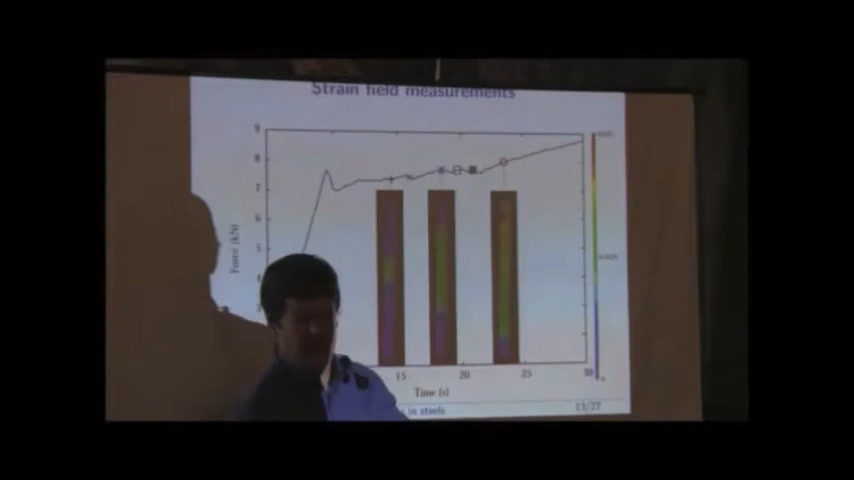 Strain field measurements
9
8
7
6
5
4
Force (kN)
15 20 25 30
Time (s)
in steels
13/27